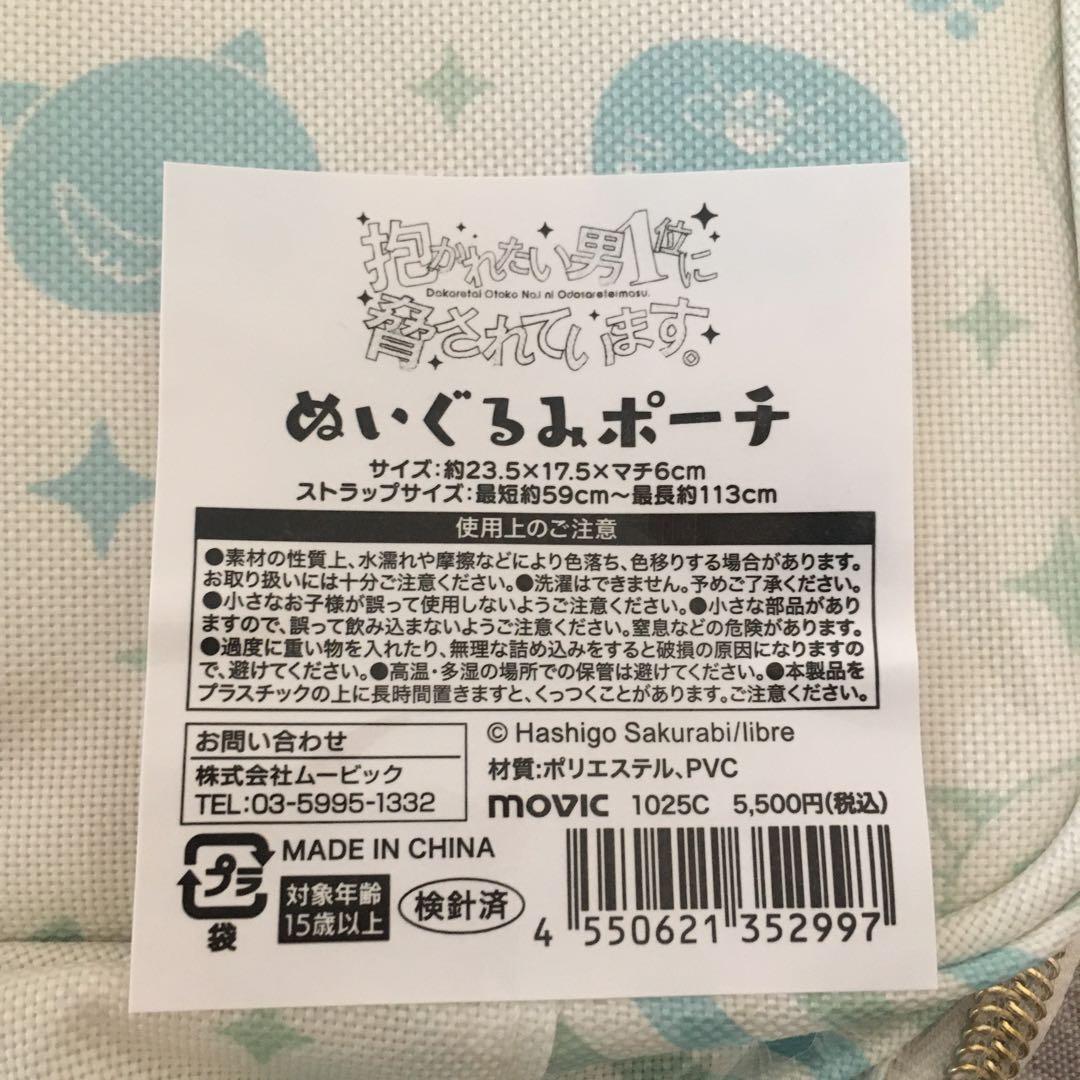 抱かれたい男1位に
Dakaretai Otoko No.1 ni Odosareteimasu.
脅されています。
ぬいぐるみポーチ
サイズ:約23.5×17.5×マチ6cm
ストラップサイズ:最短約59cm〜最長約113cm
使用上のご注意
●素材の性質上、水濡れや摩擦などにより色落ち、色移りする場合があります。
お取り扱いには十分ご注意ください。●洗濯はできません。予めご了承ください。
●小さなお子様が誤って使用しないようご注意ください。●小さな部品があり
ますので、誤って飲み込まないようご注意ください。窒息などの危険があります。
●過度に重い物を入れたり、無理な詰め込みをすると破損の原因になりますの
で、避けてください。●高温・多湿の場所での保管は避けてください。●本製品を
プラスチックの上に長時間置きますと、くっつくことがあります。ご注意ください。
お問い合わせ
株式会社ムービック
TEL:03-5995-1332
© Hashigo Sakurabi/libre
材質:ポリエステル、PVC
movic 1025C 5,500円(税込)
プラ
袋
MADE IN CHINA
対象年齢
15歳以上
検針済
4 550621 352997